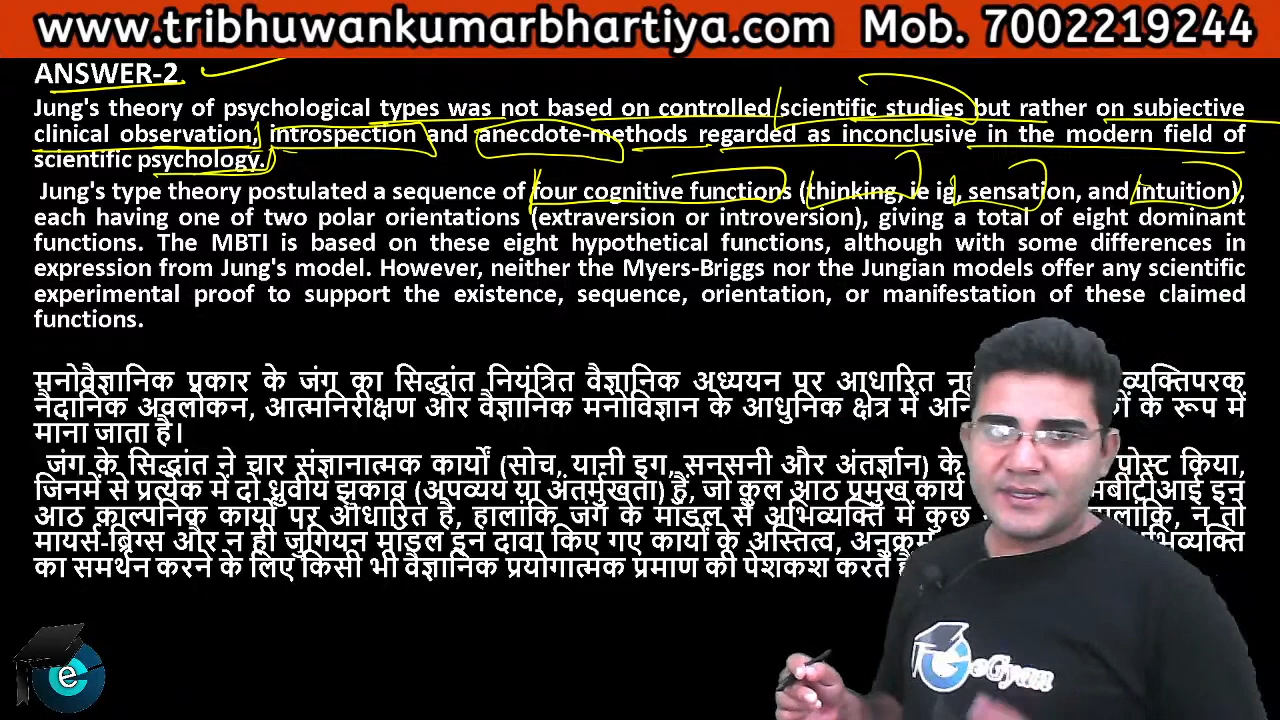 www.tribhuwankumarbhartiya.com Mob. 7002219244
ANSWER-2
Jung's theory of psychological types was not based on controlled scientific studies but rather on subjective
clinical observation, introspection and anecdote-methods regarded as inconclusive in the modern field of
scientific psychology.
Jung's type theory postulated a sequence of four cognitive functions (thinking, ie ig, sensation, and intuition),
each having one of two polar orientations (extraversion or introversion), giving a total of eight dominant
functions. The MBTI is based on these eight hypothetical functions, although with some differences in
expression from Jung's model. However, neither the Myers-Briggs nor the Jungian models offer any scientific
experimental proof to support the existence, sequence, orientation, or manifestation of these claimed
functions.
मनोवैज्ञानिक प्रकार के जंग का सिद्धांत नियंत्रित वैज्ञानिक अध्ययन पर आधारित व्यक्तिपरक
नैदानिक अवलोकन, आत्मनिरीक्षण और वैज्ञानिक मनोविज्ञान के आधुनिक क्षेत्र में के रूप में
माना जाता है।
जंग के सिद्धांत ने चार संज्ञानात्मक कार्यों (सोच, यानी इग, सनसनी और अंतर्ज्ञान) के पोस्ट किया,
जिनमें से प्रत्येक में दो ध्रुवीय झुकाव (अपव्यय या अंतर्मुखता) हैं, जो कुल आठ प्रमुख कार्य इन
आठ काल्पनिक कार्यों पर आधारित है, हालांकि जंग के मॉडल से अभिव्यक्ति में कुछ न तो
मायर्स-ब्रिग्स और न ही जुंगियन मॉडल इन दावा किए गए कार्यों के अस्तित्व,
का समर्थन करने के लिए किसी भी वैज्ञानिक प्रयोगात्मक प्रमाण की पेशकश करते
e
eGyan